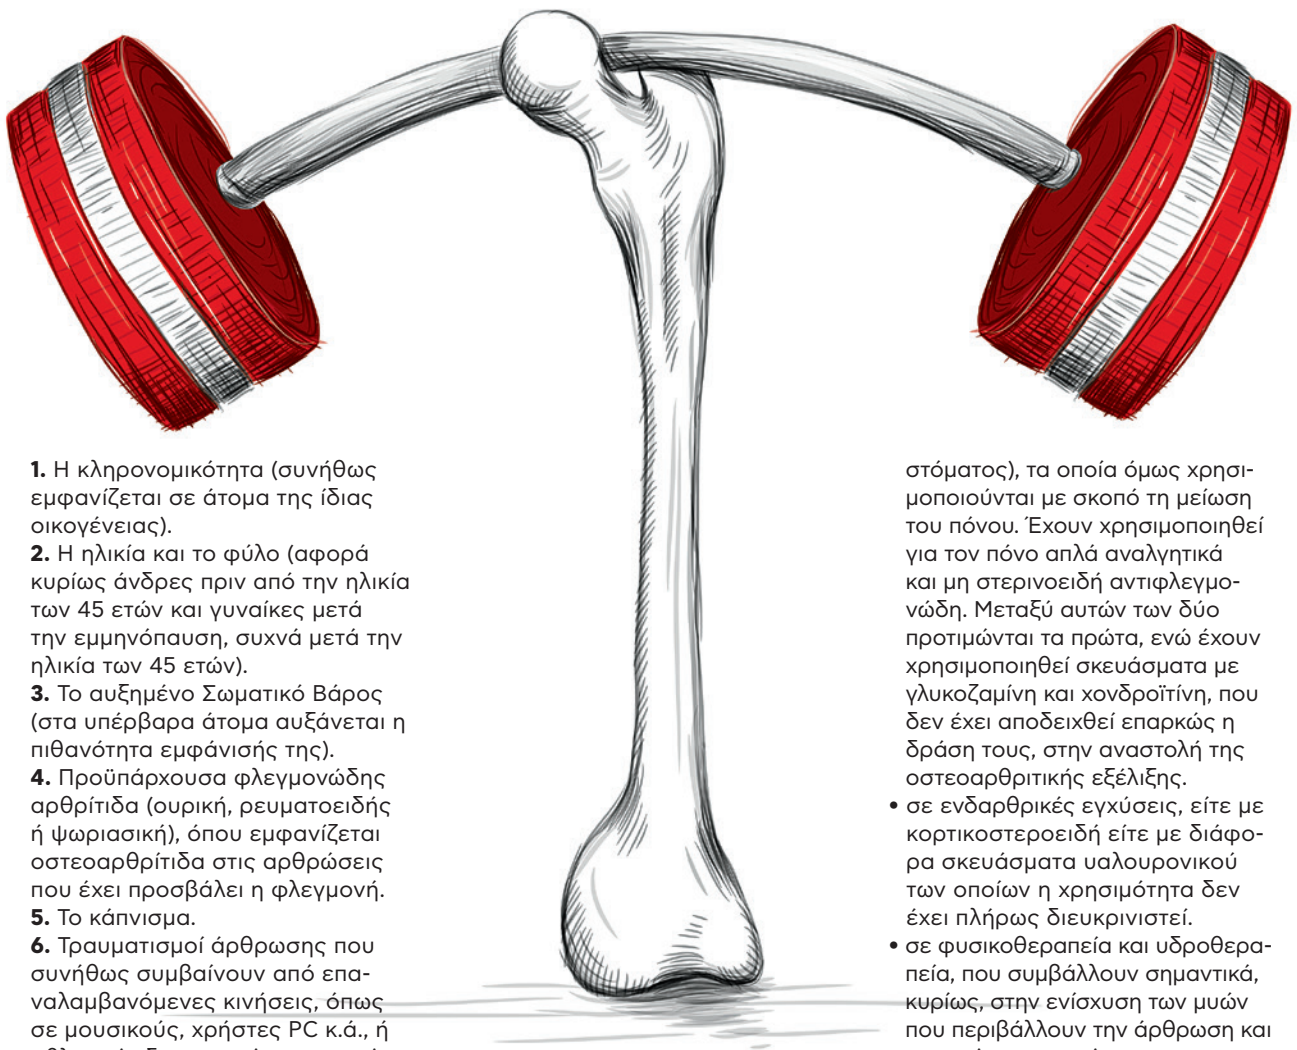 1. Η κληρονομικότητα (συνήθως
εμφανίζεται σε άτομα της ίδιας
οικογένειας).
2. Η ηλικία και το φύλο (αφορά
κυρίως άνδρες πριν από την ηλικία
των 45 ετών και γυναίκες μετά
την εμμηνόπαυση, συχνά μετά την
ηλικία των 45 ετών).
3. Το αυξημένο Σωματικό Βάρος
(στα υπέρβαρα άτομα αυξάνεται η
πιθανότητα εμφάνισής της).
4. Προϋπάρχουσα φλεγμονώδης
αρθρίτιδα (ουρική, ρευματοειδής
ή ψωριασική), όπου εμφανίζεται
οστεοαρθρίτιδα στις αρθρώσεις
που έχει προσβάλει η φλεγμονή.
5. Το κάπνισμα.
6. Τραυματισμοί άρθρωσης που
συνήθως συμβαίνουν από επα-
ναλαμβανόμενες κινήσεις, όπως
σε μουσικούς, χρήστες PC κ.ά., ή
στόματος), τα οποία όμως χρησι-
μοποιούνται με σκοπό τη μείωση
του πόνου. Έχουν χρησιμοποιηθεί
για τον πόνο απλά αναλγητικά
και μη στερινοειδή αντιφλεγμο-
νώδη. Μεταξύ αυτών των δύο
προτιμώνται τα πρώτα, ενώ έχουν
χρησιμοποιηθεί σκευάσματα με
γλυκοζαμίνη και χονδροϊτίνη, που
δεν έχει αποδειχθεί επαρκώς η
δράση τους, στην αναστολή της
οστεοαρθριτικής εξέλιξης.
• σε ενδαρθρικές εγχύσεις, είτε με
κορτικοστεροειδή είτε με διάφο-
ρα σκευάσματα υαλουρονικού
των οποίων η χρησιμότητα δεν
έχει πλήρως διευκρινιστεί.
• σε φυσικοθεραπεία και υδροθερα-
πεία, που συμβάλλουν σημαντικά,
κυρίως, στην ενίσχυση των μυών
που περιβάλλουν την άρθρωση και